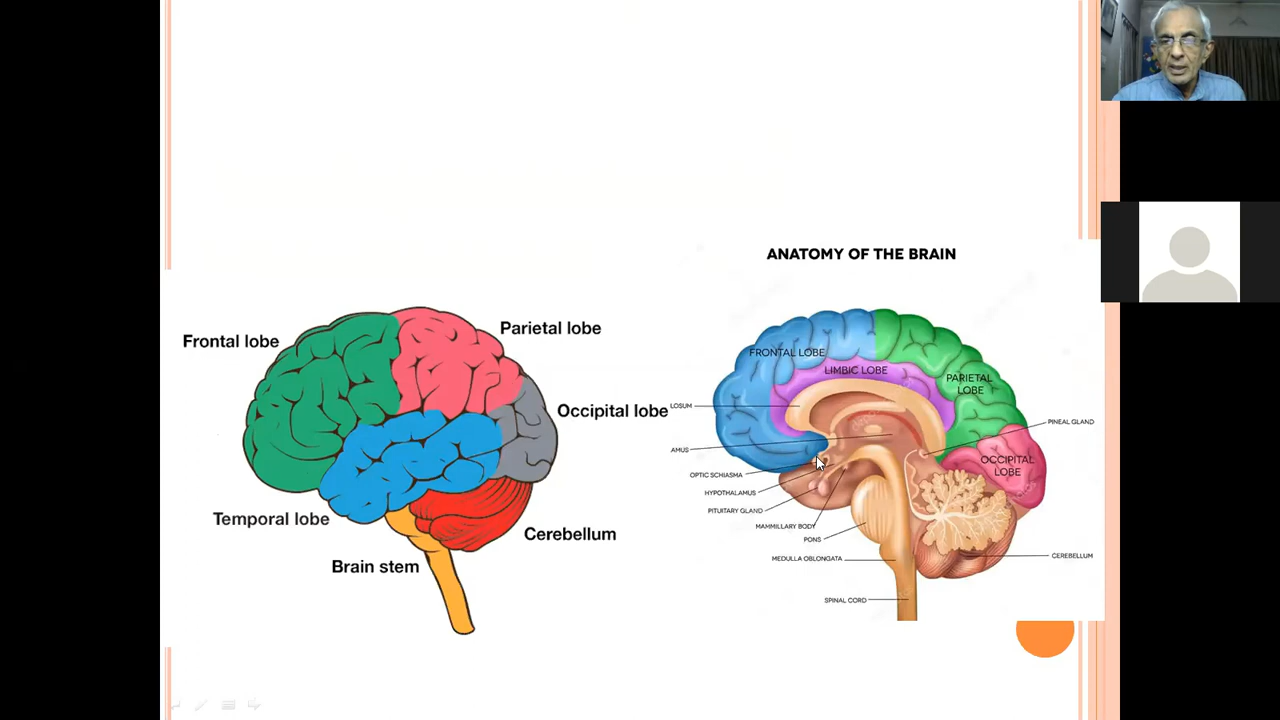 ANATOMY OF THE BRAIN
Frontal lobe
Parietal lobe
Occipital lobe
Temporal lobe
Cerebellum
Brain stem
FRONTAL LOBE
LIMBIC LOBE
PARIETAL
LOBE
OCCIPITAL
LOBE
LOSUM
AMUS
OPTIC SCHIASMA
HYPOTHALAMUS
PITUITARY GLAND
MAMMILLARY BODY
PONS
MEDULLA OBLONGATA
SPINAL CORD
PINEAL GLAND
CEREBELLUM